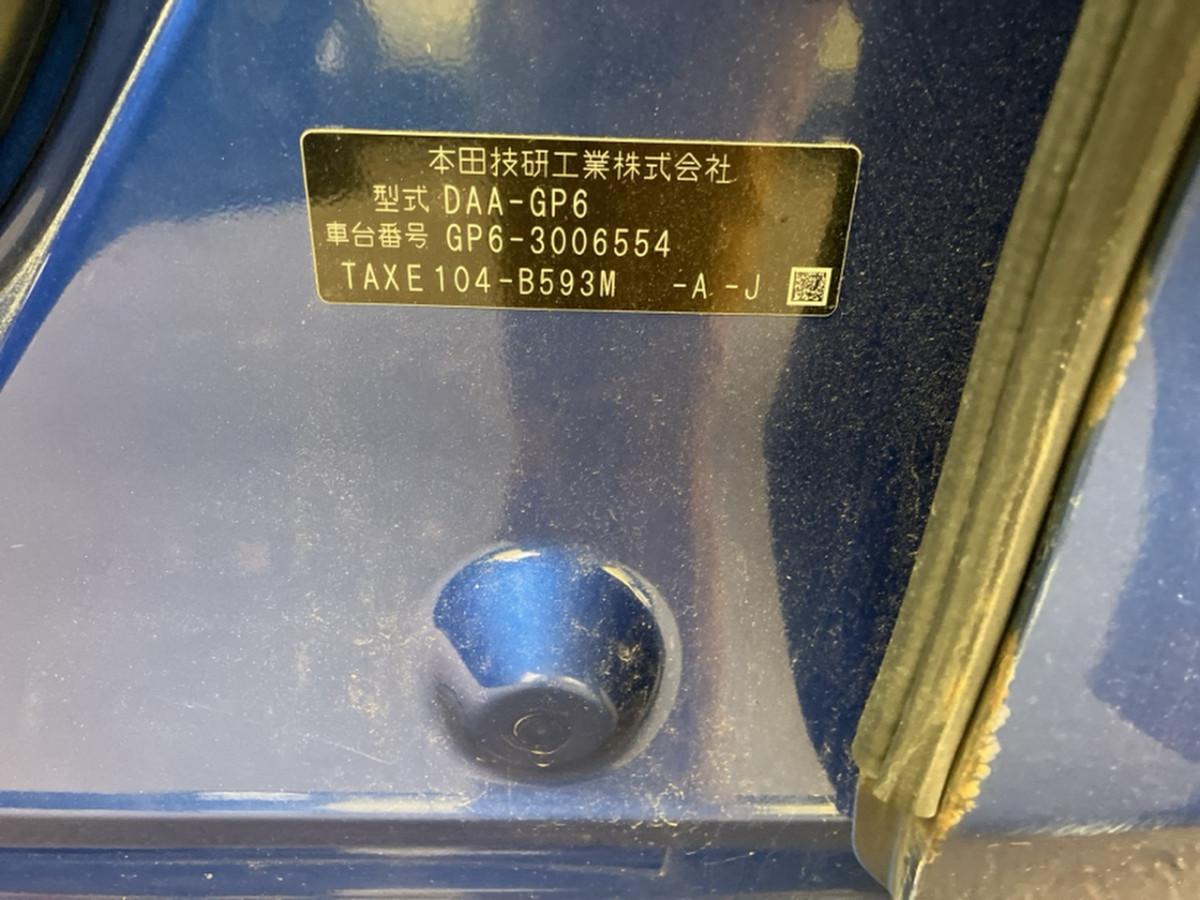 本田技研工業株式会社
型式 DAA-GP6
車台番号 GP6-3006554
TAXE104-B593M -A -J